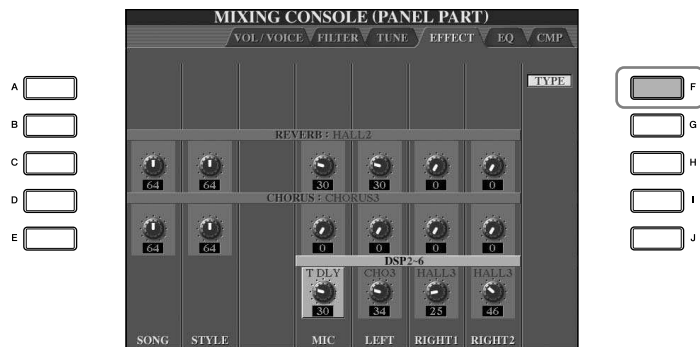 MIXING CONSOLE (PANEL PART)
VOL / VOICE FILTER TUNE EFFECT EQ CMP
A TYPE F
B G
REVERB : HALL2
C H
64 64 30 30 0 0
CHORUS : CHORUS3
D I
E J
64 64 0 0 0 0
DSP2~6
T DLY CHO3 HALL3 HALL3
30 34 25 46
SONG STYLE MIC LEFT RIGHT1 RIGHT2